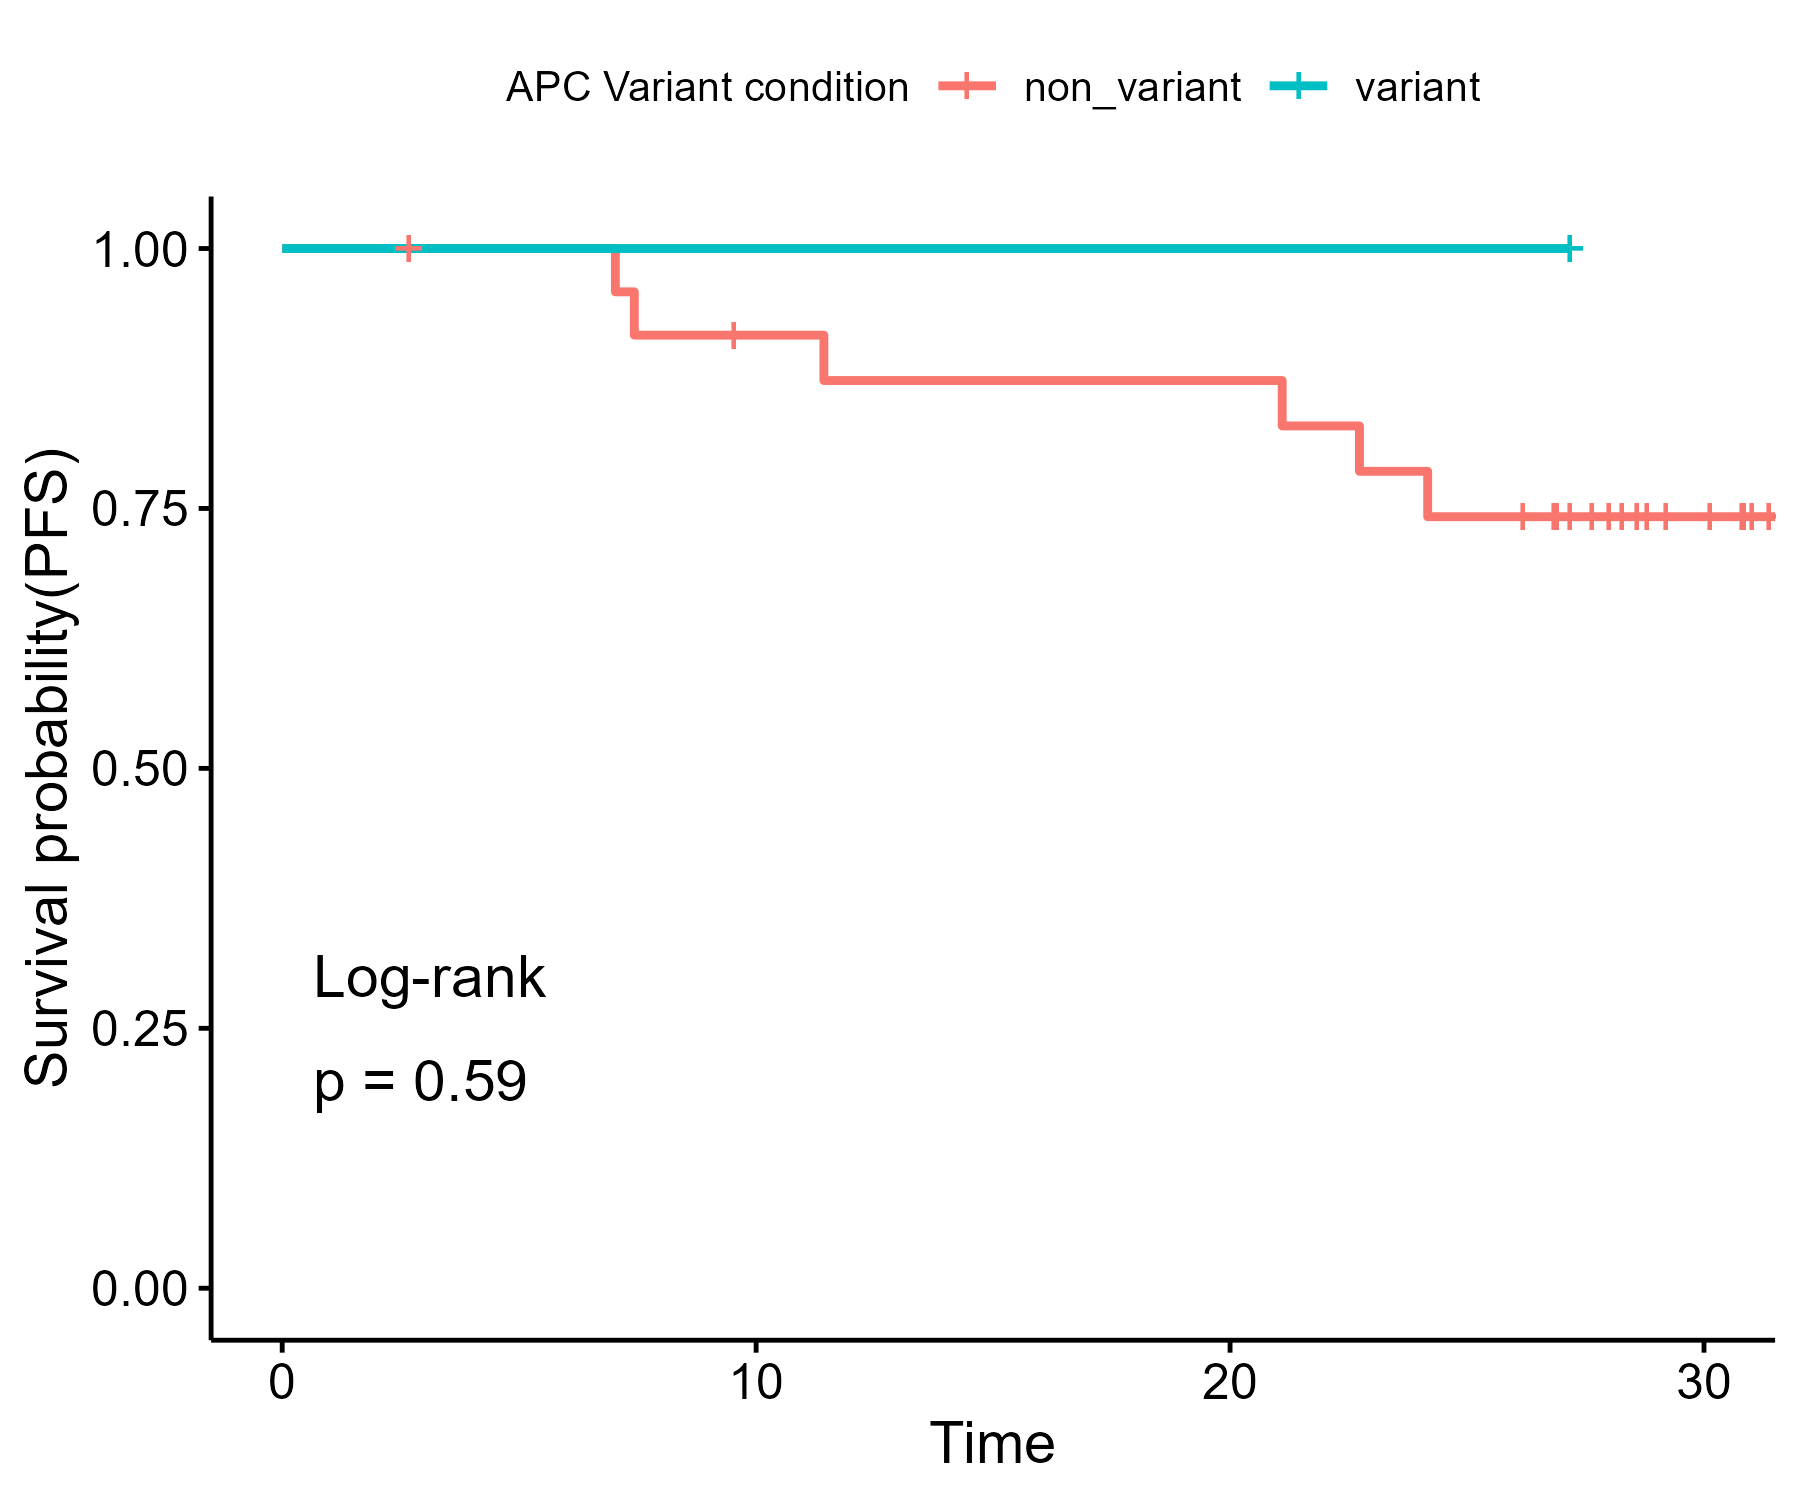 APC Variant condition non_variant variant
Survival probability(PFS)
1.00
0.75
0.50
0.25
0.00
Log-rank
p = 0.59
0 10 20 30
Time